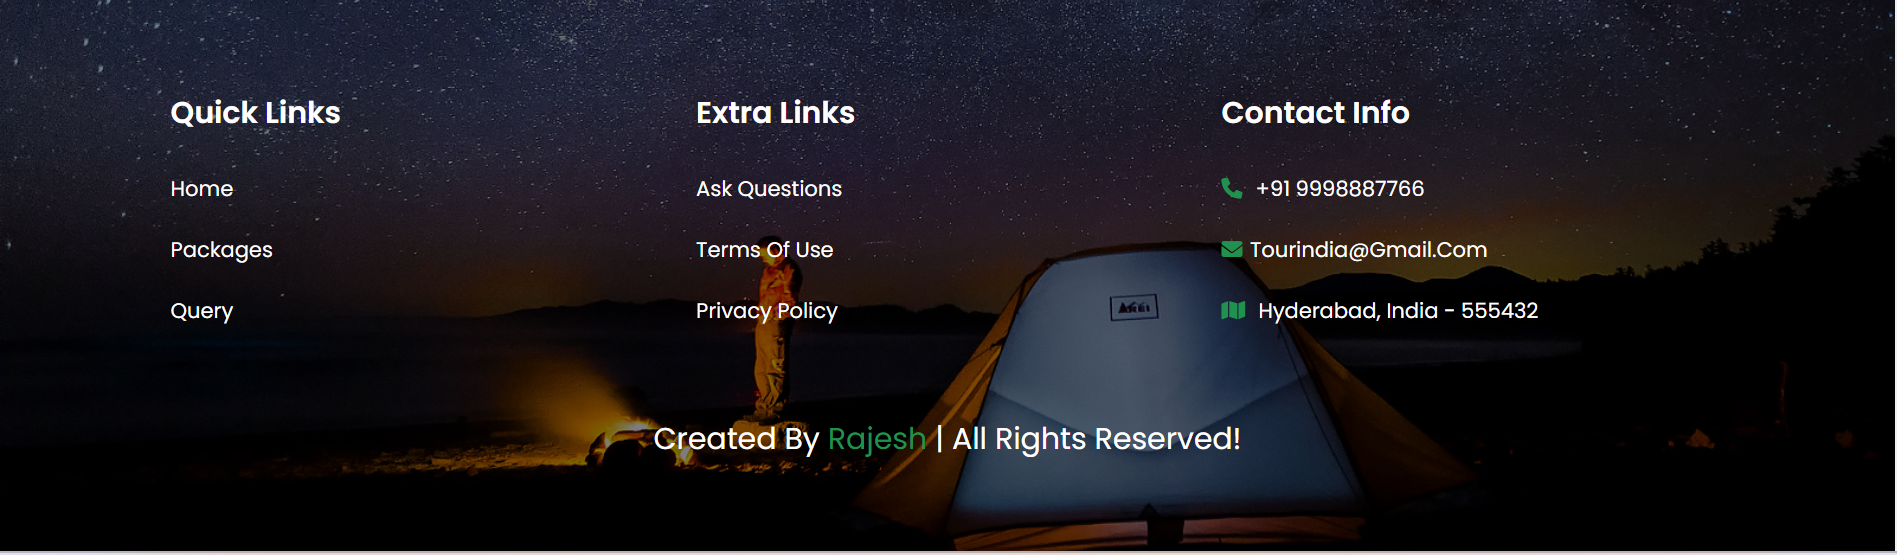 Quick Links
Home
Packages
Query
Extra Links
Ask Questions
Terms Of Use
Privacy Policy
Contact Info
+91 9998887766
Tourindia@Gmail.Com
Hyderabad, India - 555432
Created By Rajesh | All Rights Reserved!